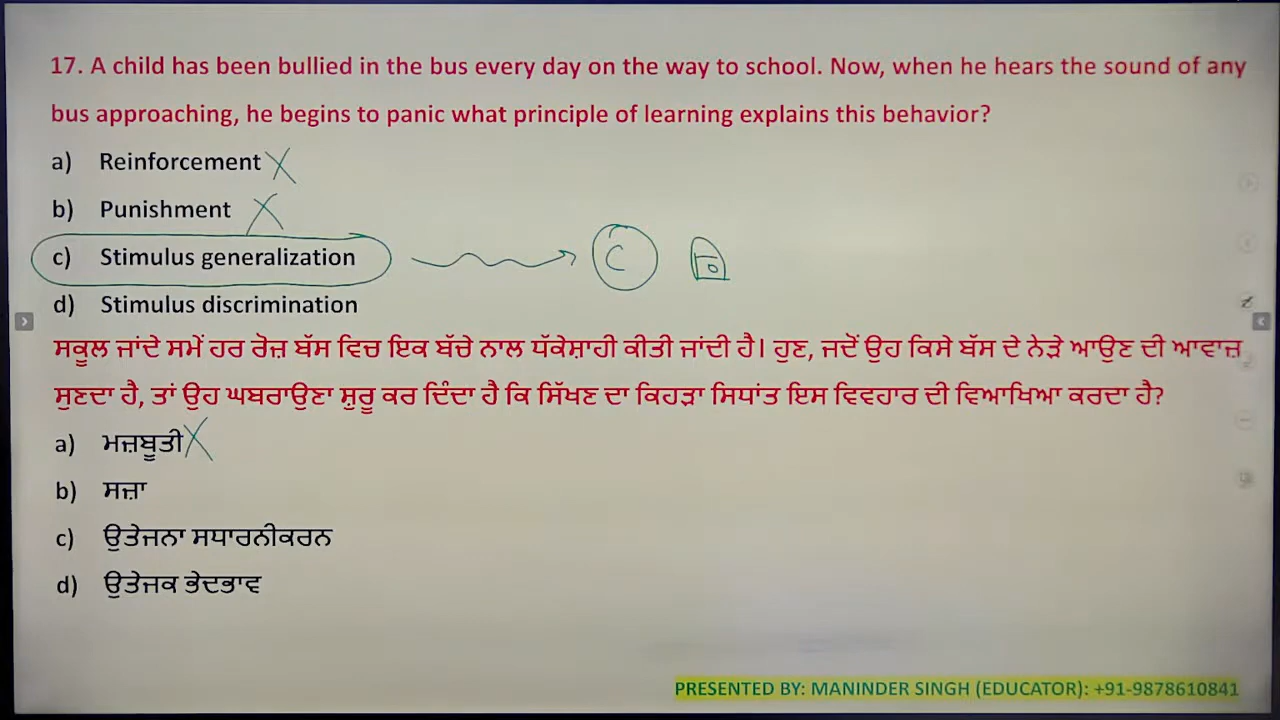 17. A child has been bullied in the bus every day on the way to school. Now, when he hears the sound of any
bus approaching, he begins to panic what principle of learning explains this behavior?
a) Reinforcement
b) Punishment
c) Stimulus generalization
C
d) Stimulus discrimination
ਸਕੂਲ ਜਾਂਦੇ ਸਮੇਂ ਹਰ ਰੋਜ਼ ਬੱਸ ਵਿਚ ਇਕ ਬੱਚੇ ਨਾਲ ਧੱਕੇਸ਼ਾਹੀ ਕੀਤੀ ਜਾਂਦੀ ਹੈ। ਹੁਣ, ਜਦੋਂ ਉਹ ਕਿਸੇ ਬੱਸ ਦੇ ਨੇੜੇ ਆਉਣ ਦੀ ਆਵਾਜ਼
ਸੁਣਦਾ ਹੈ, ਤਾਂ ਉਹ ਘਬਰਾਉਣਾ ਸ਼ੁਰੂ ਕਰ ਦਿੰਦਾ ਹੈ ਕਿ ਸਿੱਖਣ ਦਾ ਕਿਹੜਾ ਸਿਧਾਂਤ ਇਸ ਵਿਵਹਾਰ ਦੀ ਵਿਆਖਿਆ ਕਰਦਾ ਹੈ?
a) ਮਜ਼ਬੂਤੀ
b) ਸਜ਼ਾ
c) ਉਤੇਜਨਾ ਸਧਾਰਨੀਕਰਨ
d) ਉਤੇਜਕ ਭੇਦਭਾਵ
PRESENTED BY: MANINDER SINGH (EDUCATOR): +91-9878610841